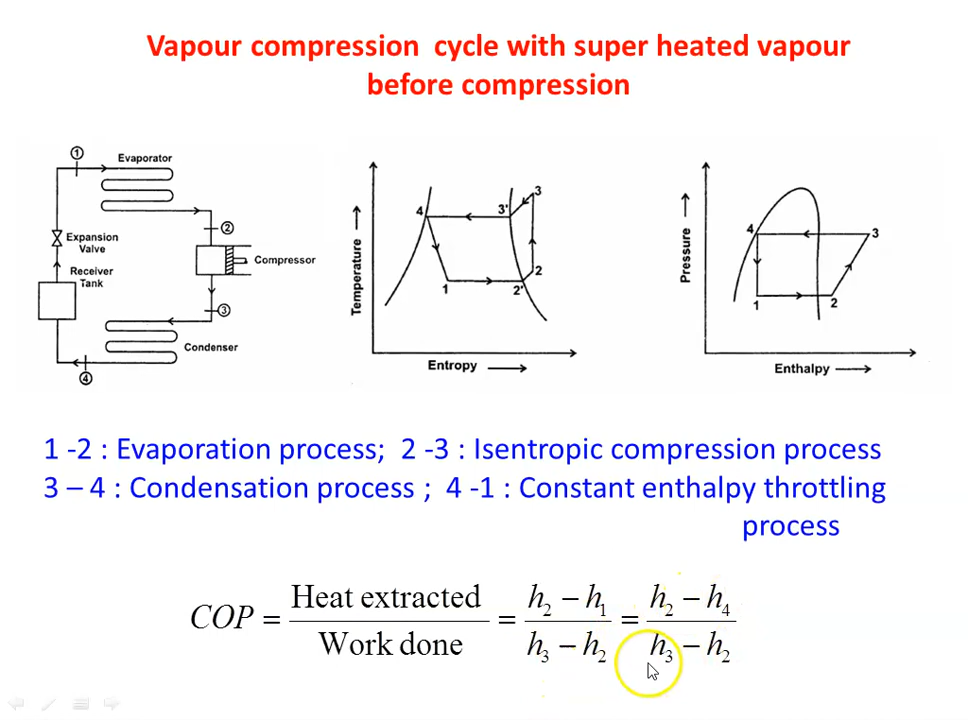 Vapour compression cycle with super heated vapour
before compression
1
Evaporator
2
Expansion
Valve
Compressor
Receiver
Tank
3
Condenser
4
Temperature
4
3'
3
1
2'
2
Entropy
Pressure
4
3
1
2
Enthalpy
1 -2 : Evaporation process; 2 -3 : Isentropic compression process
3 – 4 : Condensation process ; 4 -1 : Constant enthalpy throttling
process
COP = Heat extracted / Work done = h2 − h1 / h3 − h2 = h2 − h4 / h3 − h2